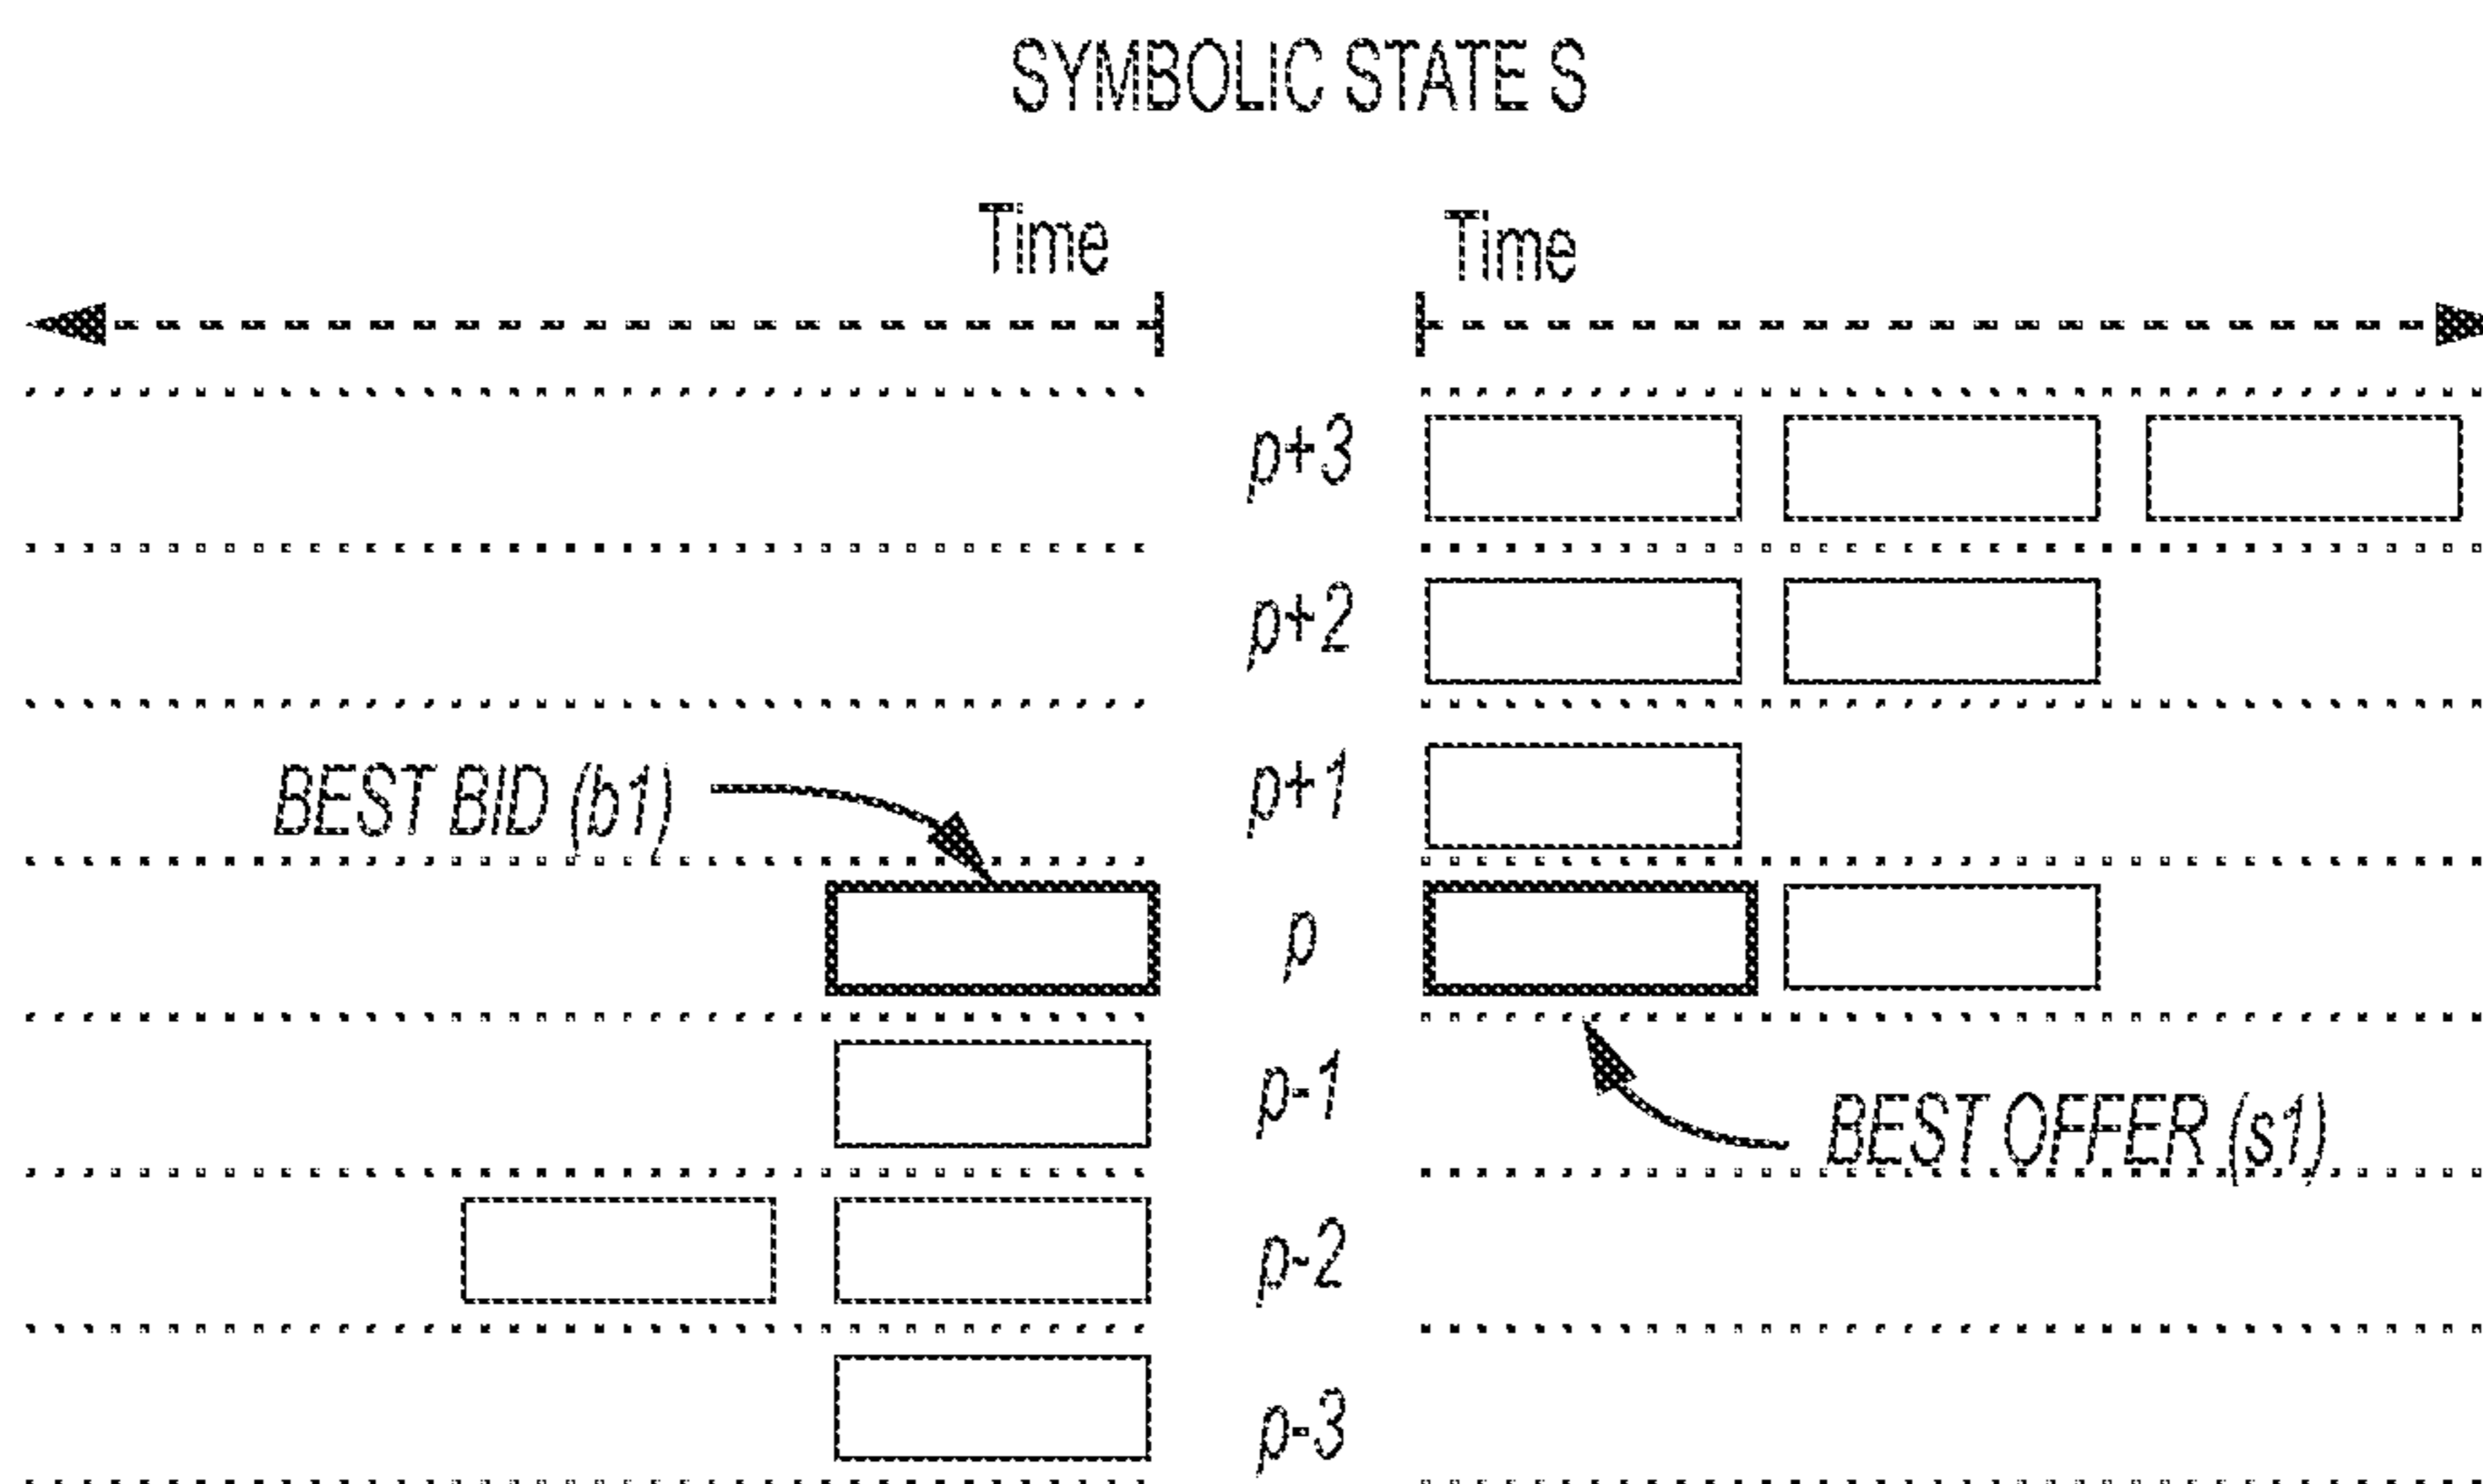 SYMBOLIC STATE S
Time Time
p+3
p+2
BEST BID (b1) p+1
p
p-1
BEST OFFER (s1)
p-2
p-3